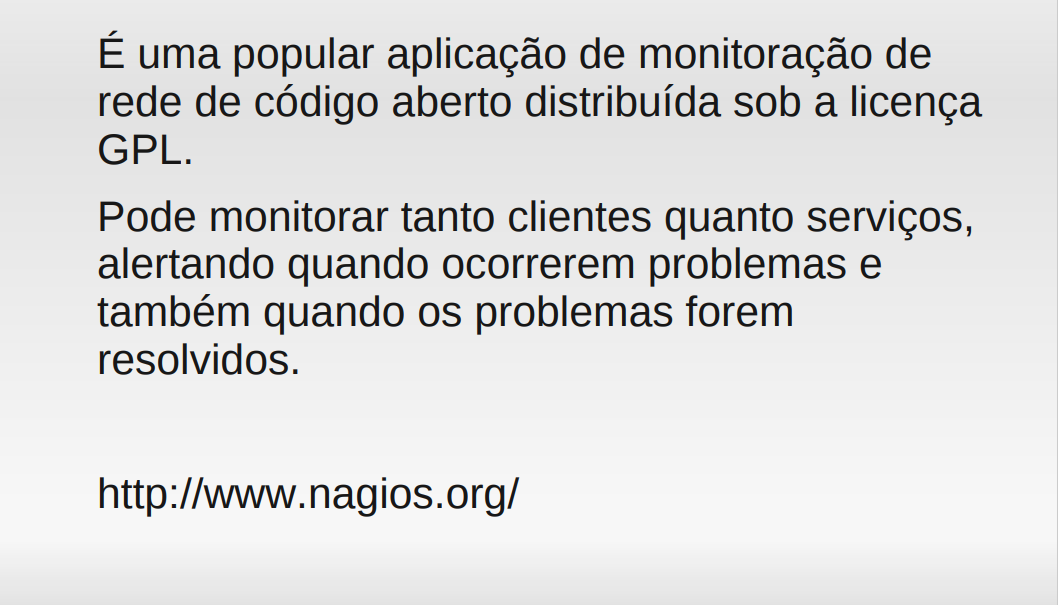 É uma popular aplicação de monitoração de
rede de código aberto distribuída sob a licença
GPL.
Pode monitorar tanto clientes quanto serviços,
alertando quando ocorrerem problemas e
também quando os problemas forem
resolvidos.
http://www.nagios.org/